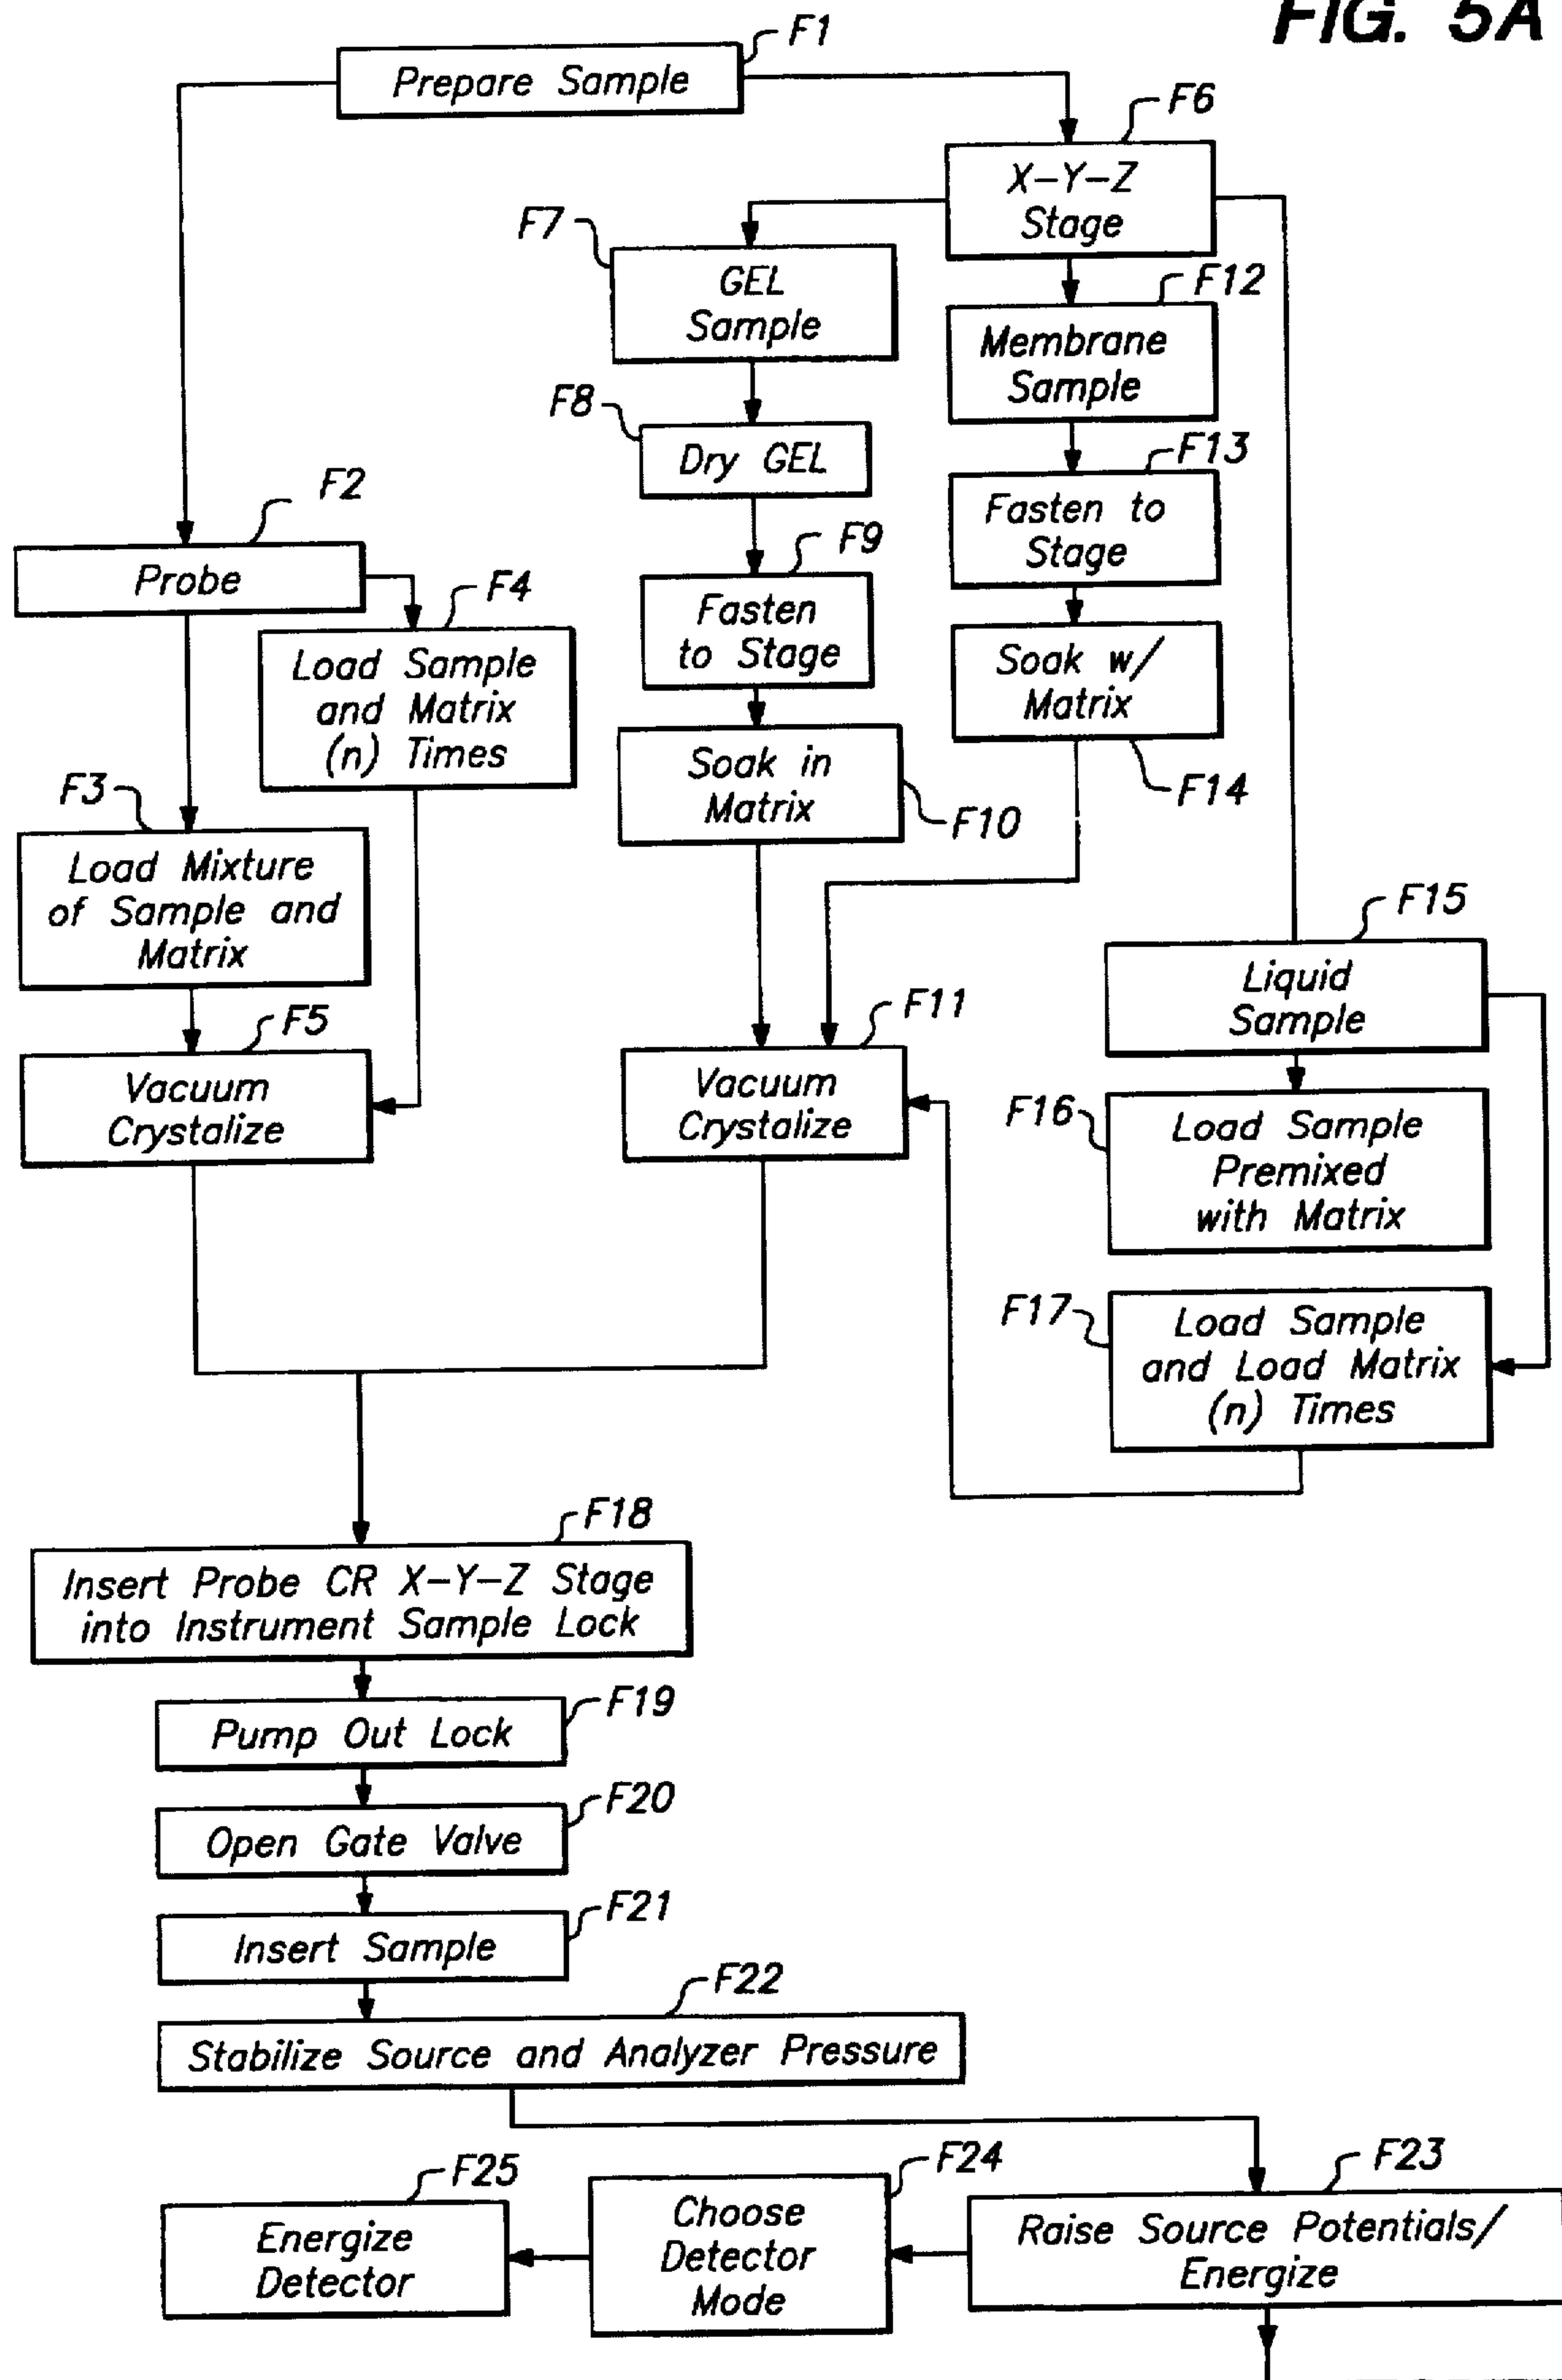 FIG. 5A
F1
Prepare Sample
F6
X-Y-Z
Stage
F7
GEL
Sample
F12
Membrane
Sample
F8
Dry GEL
F13
Fasten to
Stage
F2
Probe
F9
Fasten
to Stage
F4
Load Sample
and Matrix
(n) Times
Soak w/
Matrix
F14
Soak in
Matrix
F10
F3
Load Mixture
of Sample and
Matrix
F15
Liquid
Sample
F5
Vacuum
Crystalize
F11
Vacuum
Crystalize
F16
Load Sample
Premixed
with Matrix
F17
Load Sample
and Load Matrix
(n) Times
F18
Insert Probe CR X-Y-Z Stage
into Instrument Sample Lock
F19
Pump Out Lock
F20
Open Gate Valve
F21
Insert Sample
F22
Stabilize Source and Analyzer Pressure
F23
Raise Source Potentials/
Energize
F24
Choose
Detector
Mode
F25
Energize
Detector